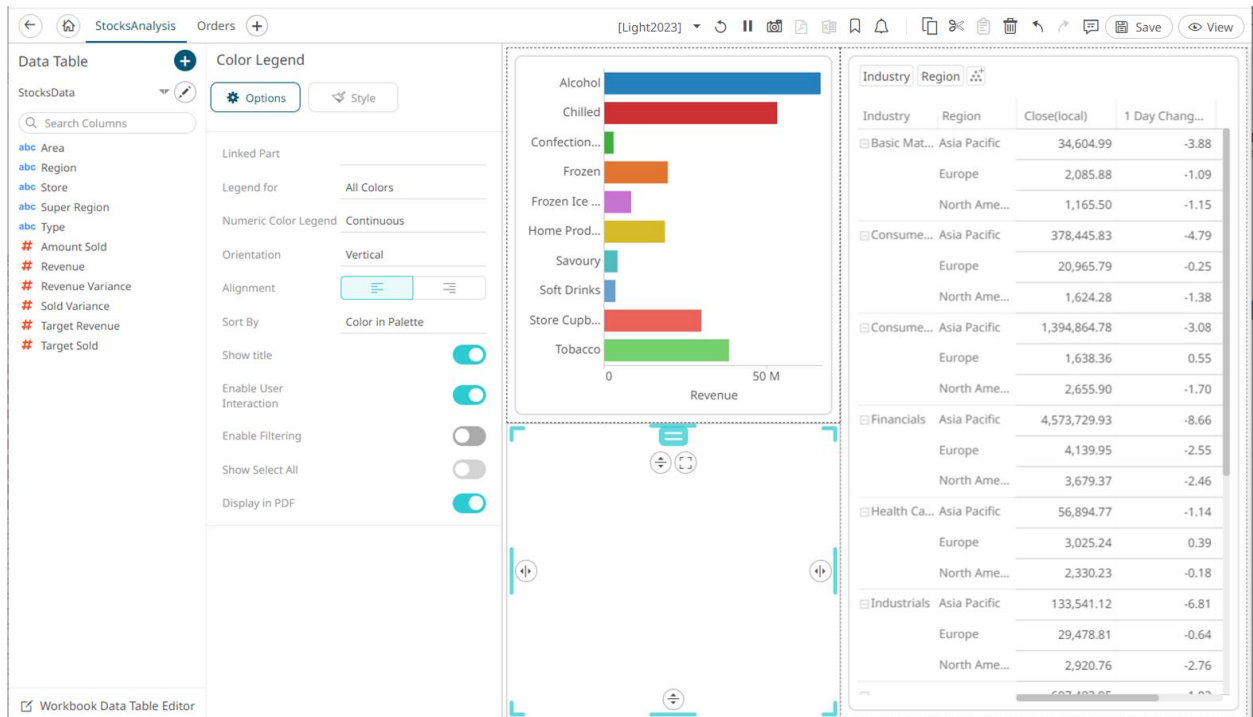 StocksAnalysis Orders
[Light2023] Save View
Data Table
StocksData
Search Columns
abc Area
abc Region
abc Store
abc Super Region
abc Type
# Amount Sold
# Revenue
# Revenue Variance
# Sold Variance
# Target Revenue
# Target Sold
Workbook Data Table Editor
Color Legend
Options Style
Linked Part
Legend for All Colors
Numeric Color Legend Continuous
Orientation Vertical
Alignment
Sort By Color in Palette
Show title
Enable User
Interaction
Enable Filtering
Show Select All
Display in PDF
Alcohol
Chilled
Confection...
Frozen
Frozen Ice ...
Home Prod...
Savoury
Soft Drinks
Store Cupb...
Tobacco
0 50 M
Revenue
Industry Region
Industry Region Close(local) 1 Day Chang...
Basic Mat... Asia Pacific 34,604.99 -3.88
Europe 2,085.88 -1.09
North Ame... 1,165.50 -1.15
Consume... Asia Pacific 378,445.83 -4.79
Europe 20,965.79 -0.25
North Ame... 1,624.28 -1.38
Consume... Asia Pacific 1,394,864.78 -3.08
Europe 1,638.36 0.55
North Ame... 2,655.90 -1.70
Financials Asia Pacific 4,573,729.93 -8.66
Europe 4,139.95 -2.55
North Ame... 3,679.37 -2.46
Health Ca... Asia Pacific 56,894.77 -1.14
Europe 3,025.24 0.39
North Ame... 2,330.23 -0.18
Industrials Asia Pacific 133,541.12 -6.81
Europe 29,478.81 -0.64
North Ame... 2,920.76 -2.76